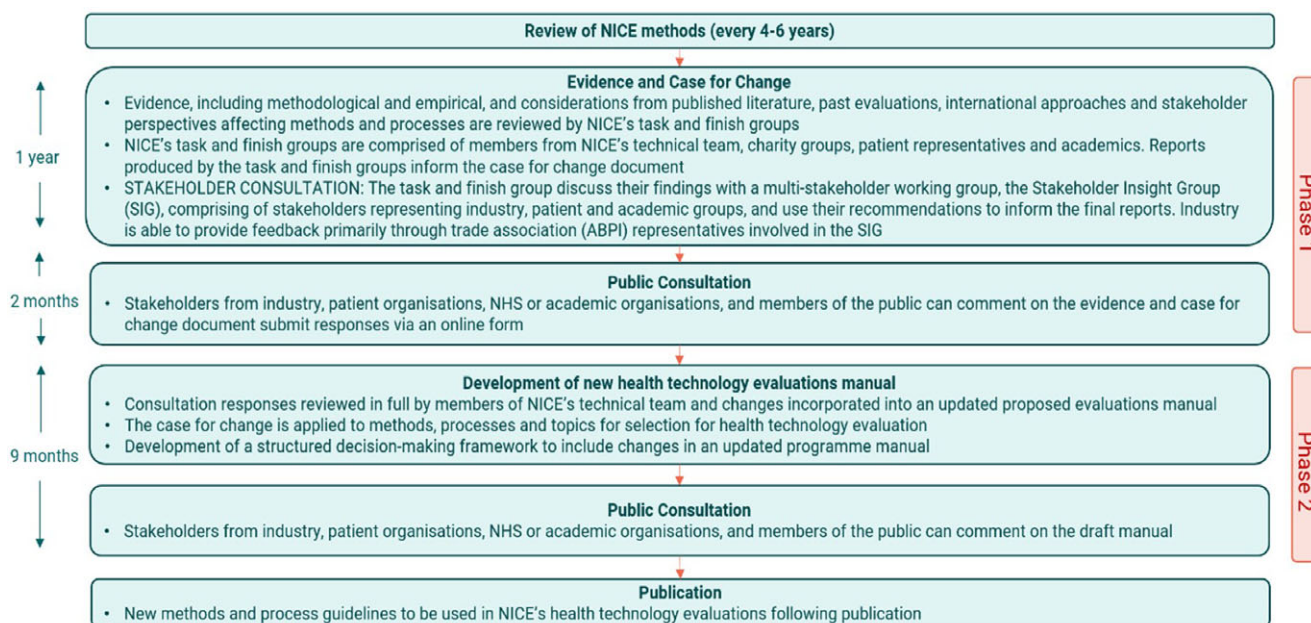 Review of NICE methods (every 4-6 years)
Evidence and Case for Change
• Evidence, including methodological and empirical, and considerations from published literature, past evaluations, international approaches and stakeholder
perspectives affecting methods and processes are reviewed by NICE's task and finish groups
• NICE's task and finish groups are comprised of members from NICE's technical team, charity groups, patient representatives and academics. Reports
produced by the task and finish groups inform the case for change document
• STAKEHOLDER CONSULTATION: The task and finish group discuss their findings with a multi-stakeholder working group, the Stakeholder Insight Group
(SIG), comprising of stakeholders representing industry, patient and academic groups, and use their recommendations to inform the final reports. Industry
is able to provide feedback primarily through trade association (ABPI) representatives involved in the SIG
1 year
Phase 1
Public Consultation
• Stakeholders from industry, patient organisations, NHS or academic organisations, and members of the public can comment on the evidence and case for
change document submit responses via an online form
2 months
Development of new health technology evaluations manual
• Consultation responses reviewed in full by members of NICE's technical team and changes incorporated into an updated proposed evaluations manual
• The case for change is applied to methods, processes and topics for selection for health technology evaluation
• Development of a structured decision-making framework to include changes in an updated programme manual
9 months
Phase 2
Public Consultation
• Stakeholders from industry, patient organisations, NHS or academic organisations, and members of the public can comment on the draft manual
Publication
• New methods and process guidelines to be used in NICE's health technology evaluations following publication